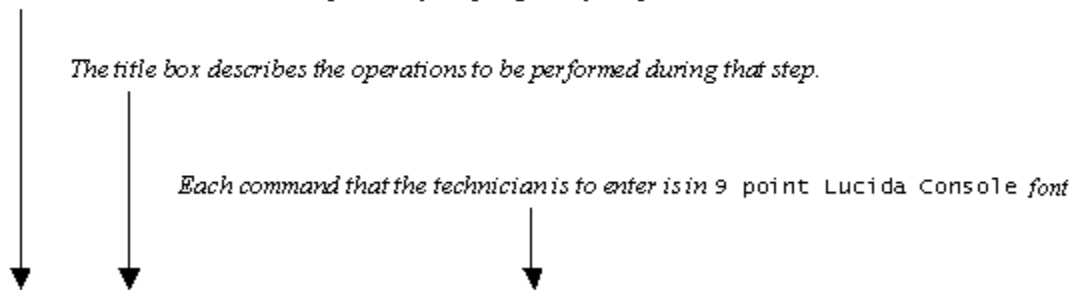 The title box describes the operations to be performed during that step.
Each command that the technician is to enter is in 9 point Lucida Console font